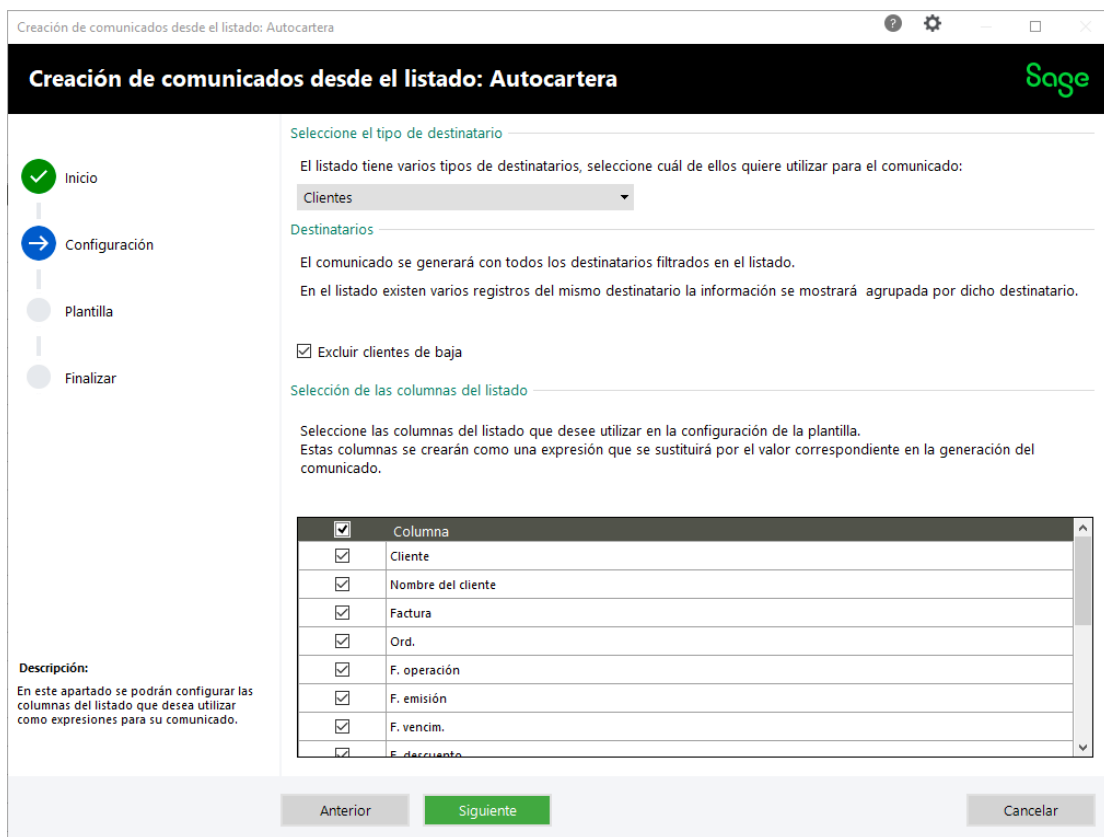 Creación de comunicados desde el listado: Autocartera
Creación de comunicados desde el listado: Autocartera
Sage
Inicio
Configuración
Plantilla
Finalizar
Descripción:
En este apartado se podrán configurar las
columnas del listado que desea utilizar
como expresiones para su comunicado.
Seleccione el tipo de destinatario
El listado tiene varios tipos de destinatarios, seleccione cuál de ellos quiere utilizar para el comunicado:
Clientes
Destinatarios
El comunicado se generará con todos los destinatarios filtrados en el listado.
En el listado existen varios registros del mismo destinatario la información se mostrará agrupada por dicho destinatario.
Excluir clientes de baja
Selección de las columnas del listado
Seleccione las columnas del listado que desee utilizar en la configuración de la plantilla.
Estas columnas se crearán como una expresión que se sustituirá por el valor correspondiente en la generación del
comunicado.
Columna
Cliente
Nombre del cliente
Factura
Ord.
F. operación
F. emisión
F. vencim.
F. descuento
Anterior
Siguiente
Cancelar